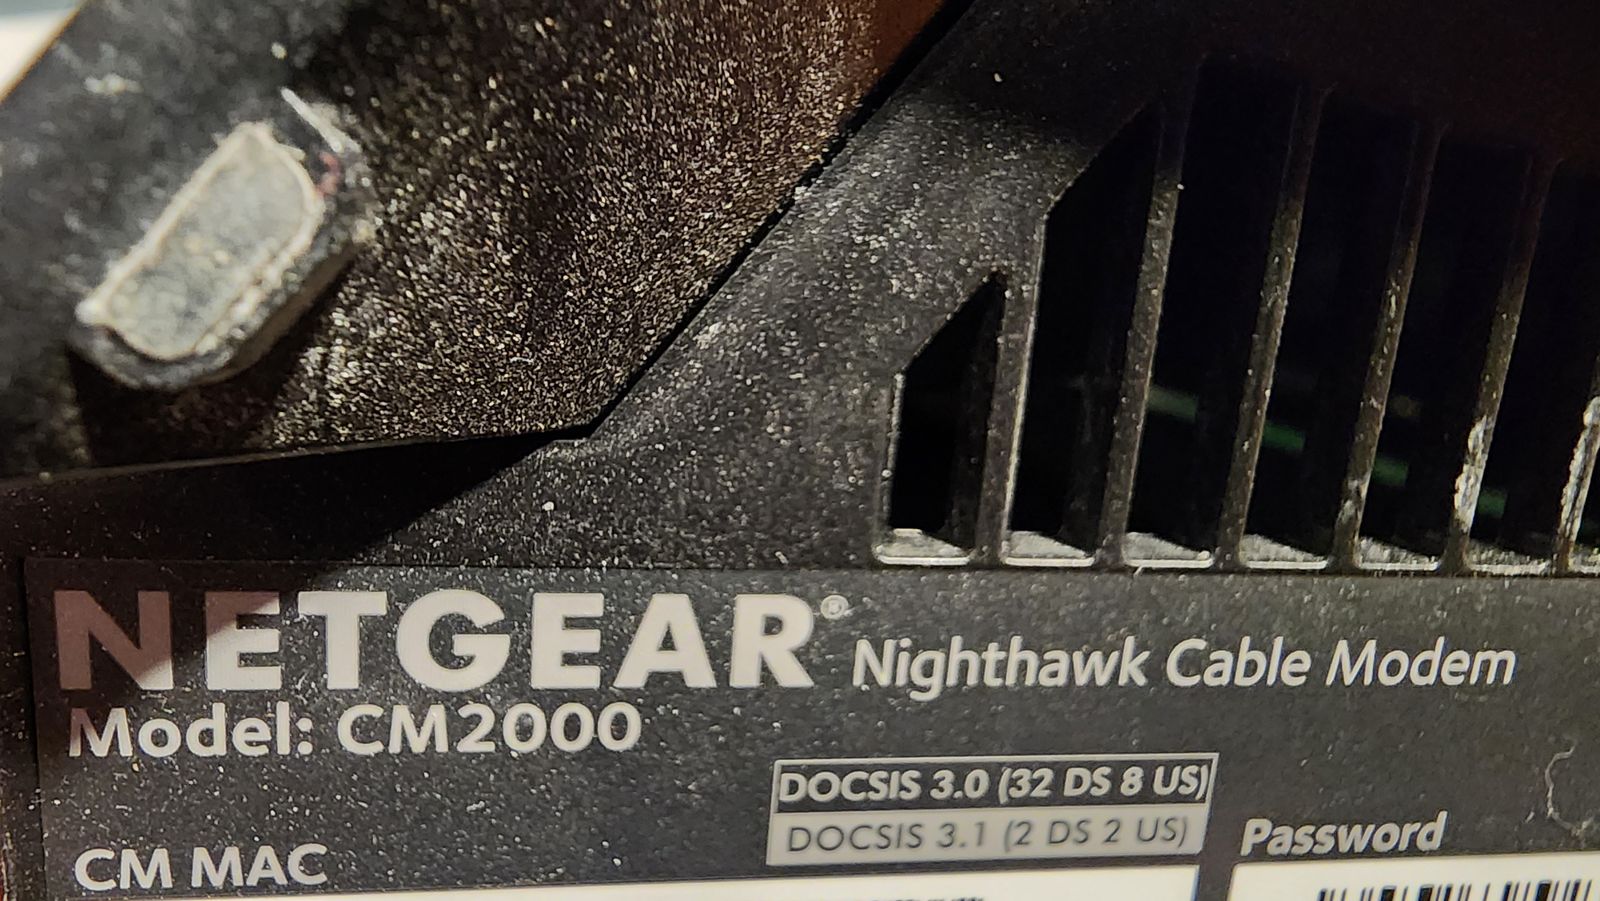 NETGEAR® Nighthawk Cable Modem
Model: CM2000
DOCSIS 3.0 (32 DS 8 US)
DOCSIS 3.1 (2 DS 2 US)
CM MAC
Password